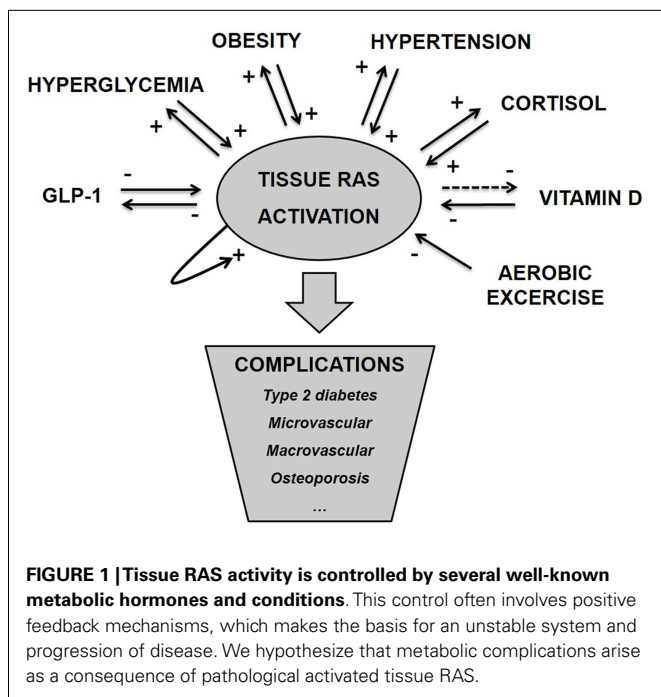 OBESITY
HYPERTENSION
HYPERGLYCEMIA
CORTISOL
+ + + + + + + +
GLP-1
- -
TISSUE RAS
ACTIVATION
- -
VITAMIN D
+
-
AEROBIC
EXCERCISE
COMPLICATIONS
Type 2 diabetes
Microvascular
Macrovascular
Osteoporosis
...
FIGURE 1 | Tissue RAS activity is controlled by several well-known
metabolic hormones and conditions. This control often involves positive
feedback mechanisms, which makes the basis for an unstable system and
progression of disease. We hypothesize that metabolic complications arise
as a consequence of pathological activated tissue RAS.